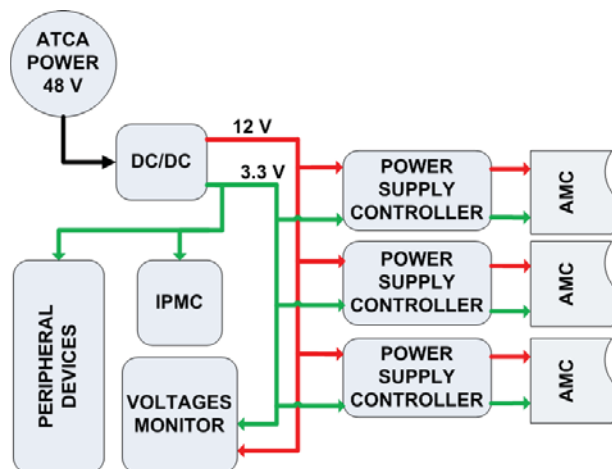 ATCA
POWER
48 V
DC/DC
12 V
3.3 V
POWER
SUPPLY
CONTROLLER
AMC
POWER
SUPPLY
CONTROLLER
AMC
POWER
SUPPLY
CONTROLLER
AMC
PERIPHERAL
DEVICES
IPMC
VOLTAGES
MONITOR